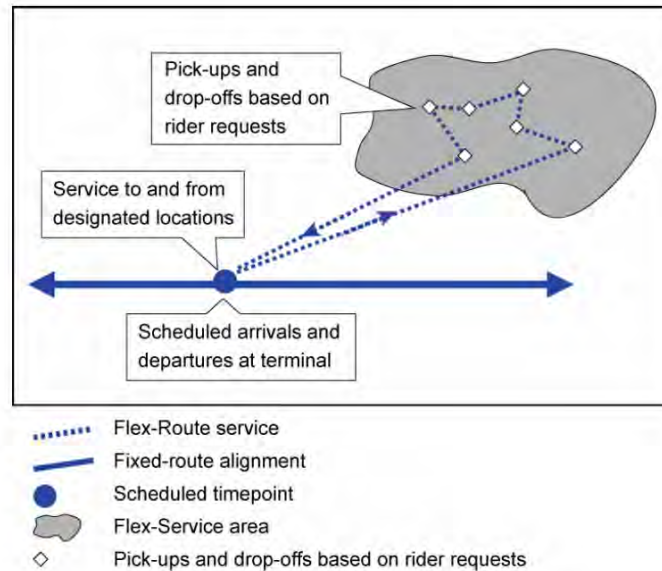 Pick-ups and
drop-offs based on
rider requests
Service to and from
designated locations
Scheduled arrivals and
departures at terminal
Flex-Route service
Fixed-route alignment
Scheduled timepoint
Flex-Service area
Pick-ups and drop-offs based on rider requests